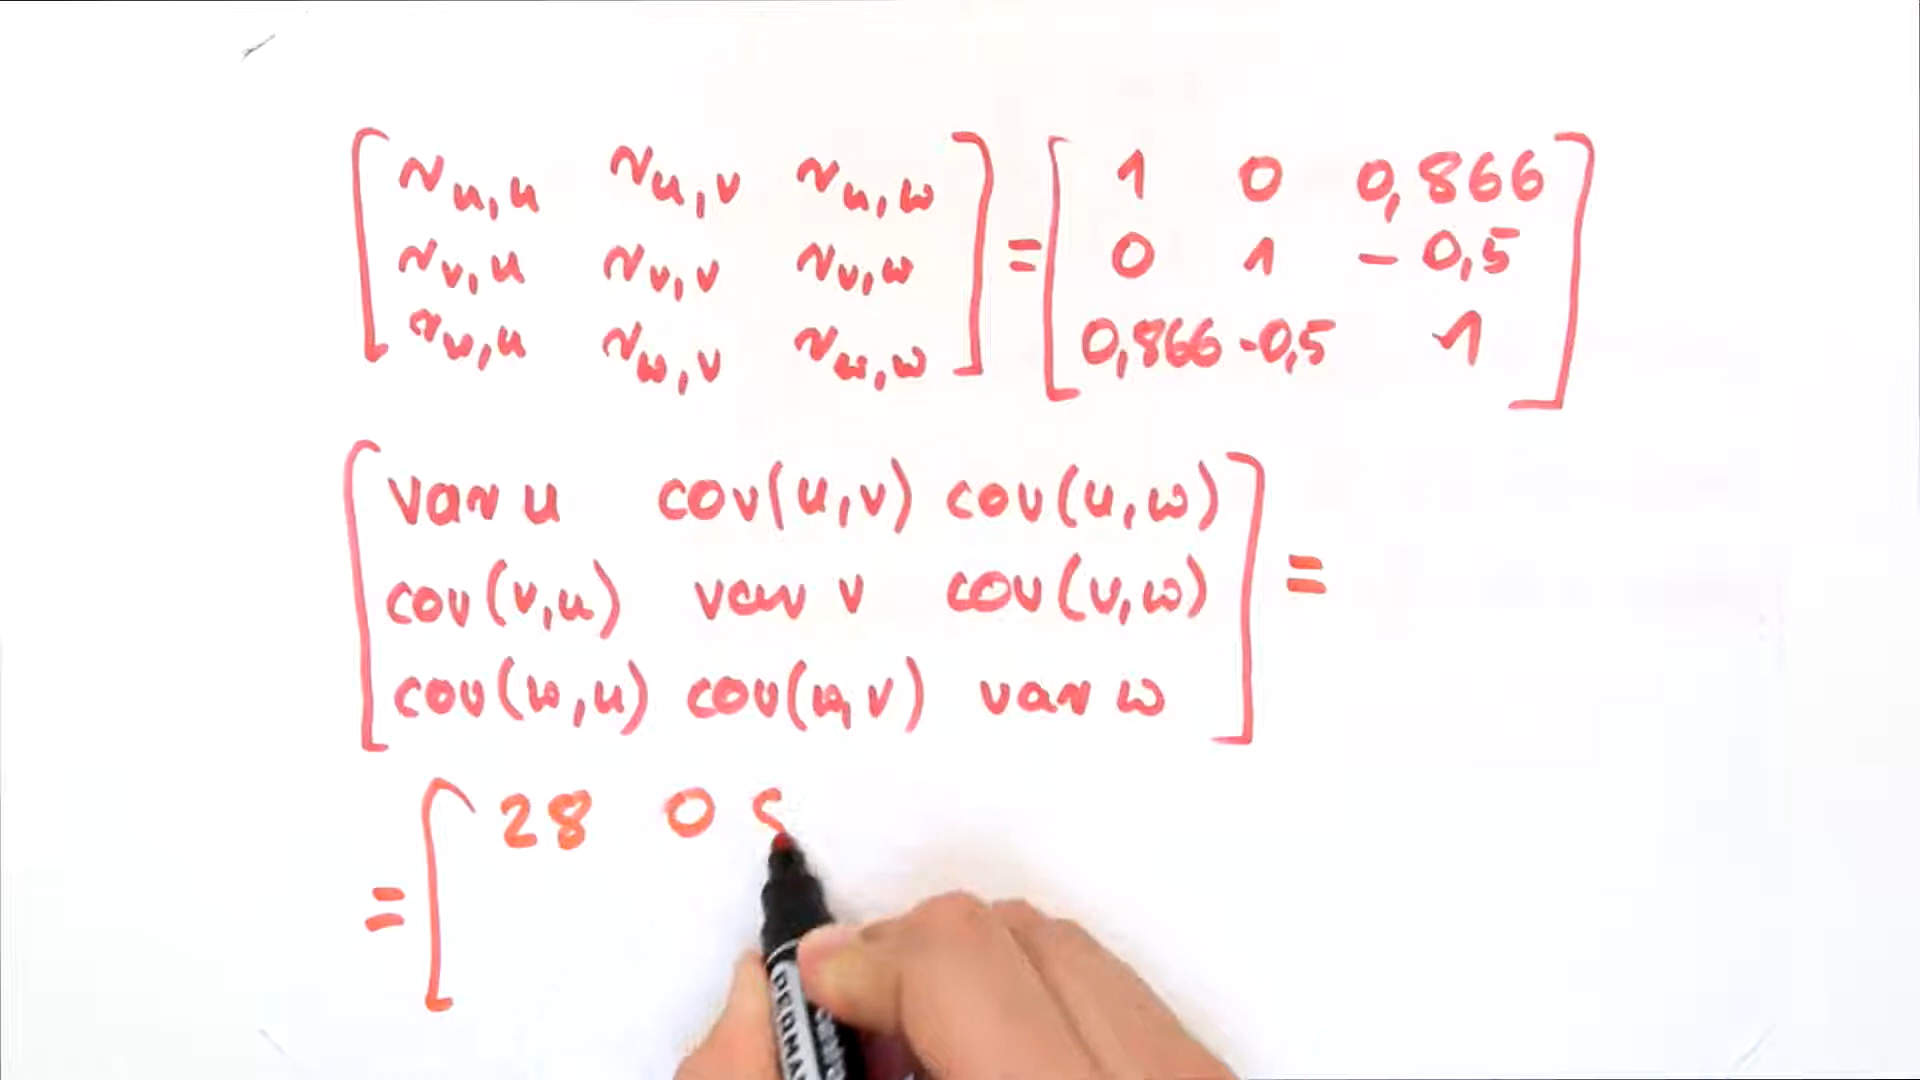 [ r u,u r u,v r u,w ] = [ 1 0 0,866 ]
[ r v,u r v,v r v,w ] [ 0 1 - 0,5 ]
[ r w,u r w,v r w,w ] [ 0,866 -0,5 1 ]
[ var u cov(u,v) cov(u,w) ] =
[ cov(v,u) var v cov(v,w) ]
[ cov(w,u) cov(w,v) var w ]
= [ 28 0
PERMA